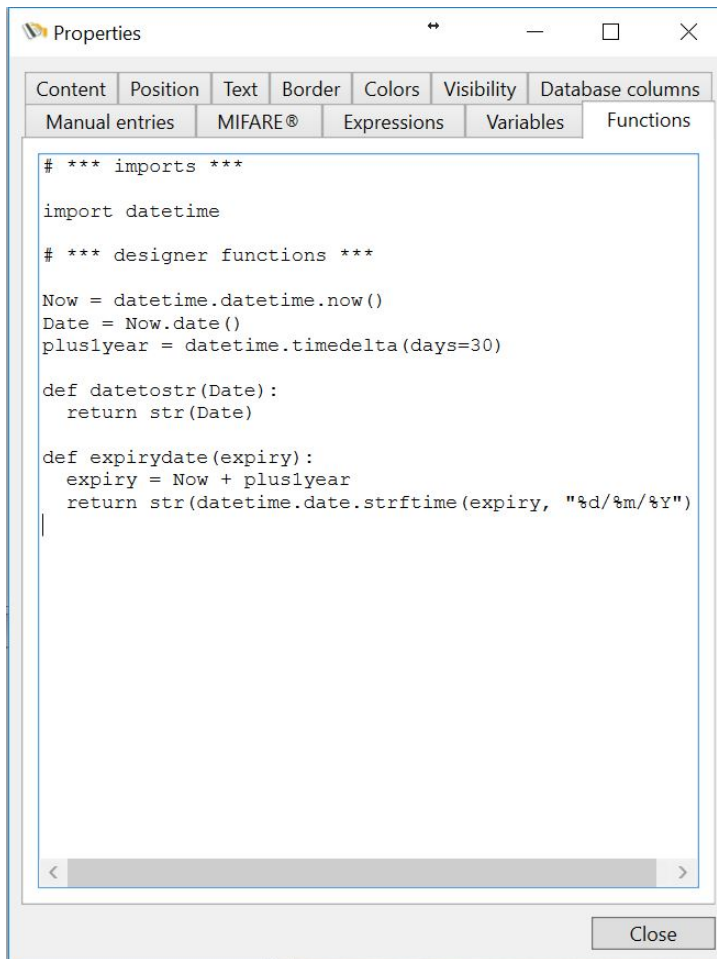 Properties
Content Position Text Border Colors Visibility Database columns
Manual entries MIFARE® Expressions Variables Functions
# *** imports ***
import datetime
# *** designer functions ***
Now = datetime.datetime.now()
Date = Now.date()
plus1year = datetime.timedelta(days=30)
def datetostr(Date):
  return str(Date)
def expirydate(expiry):
  expiry = Now + plus1year
  return str(datetime.date.strftime(expiry, "%d/%m/%Y")
Close